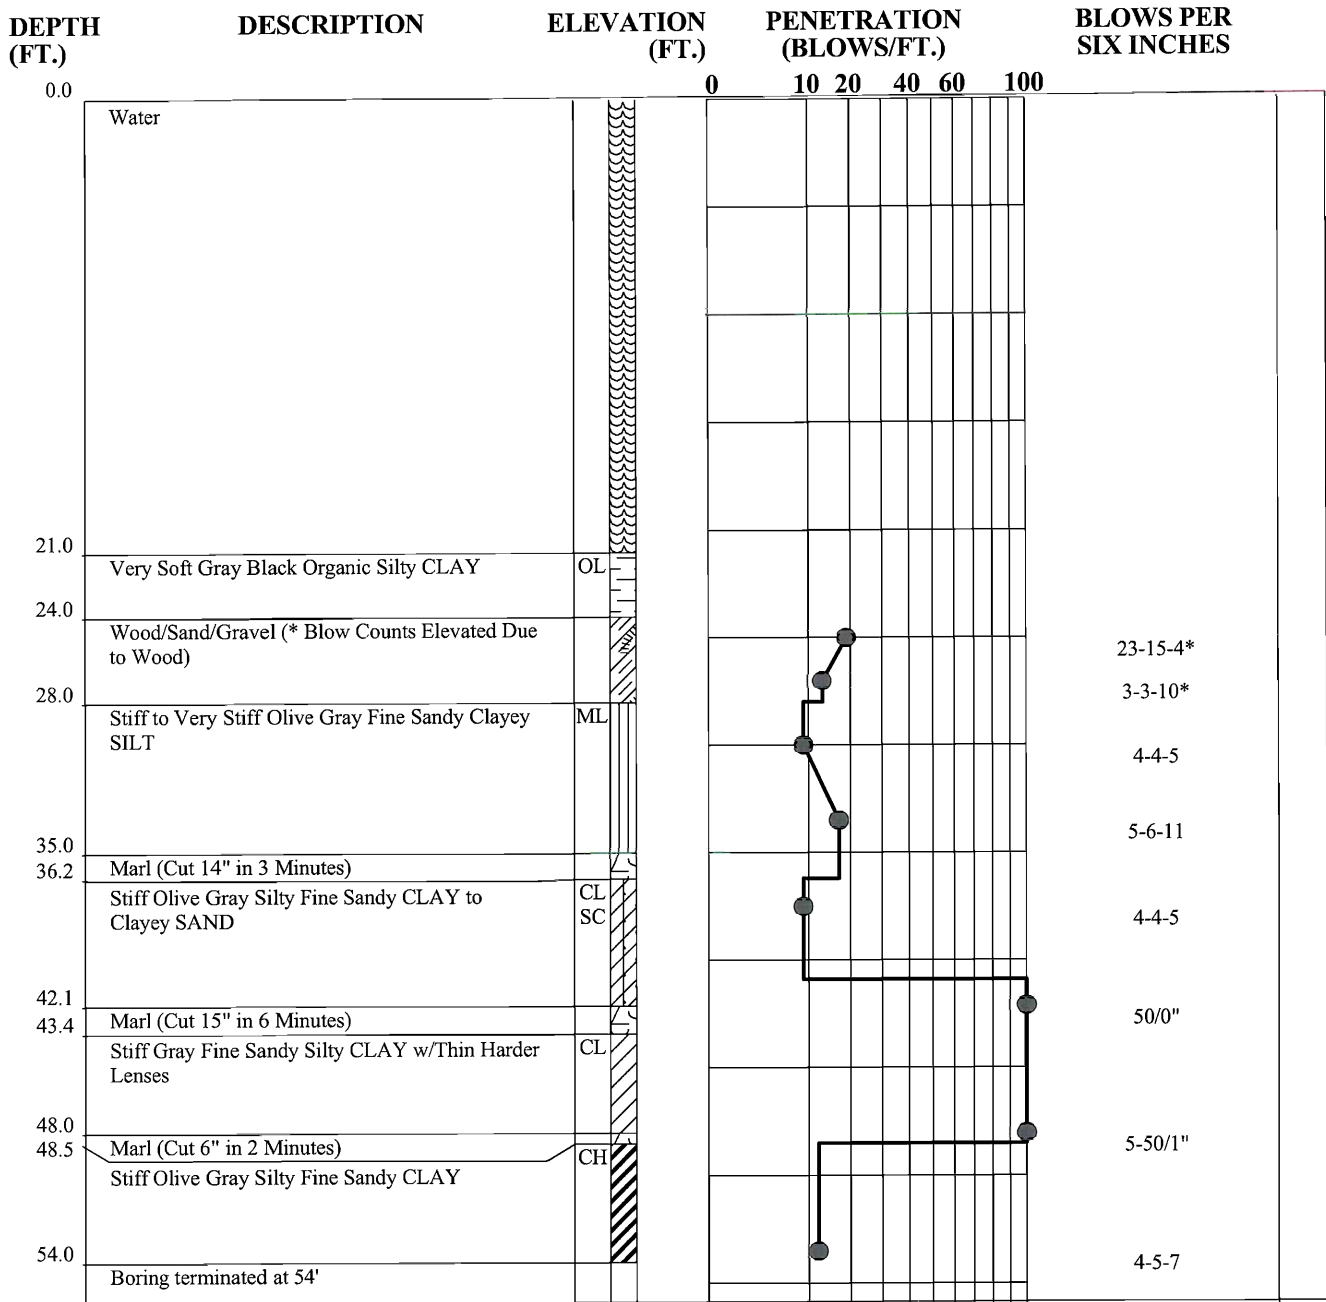 DEPTH (FT.)
DESCRIPTION
ELEVATION (FT.)
PENETRATION (BLOWS/FT.)
BLOWS PER SIX INCHES
0 10 20 40 60 100
0.0
Water
21.0
Very Soft Gray Black Organic Silty CLAY
OL
24.0
Wood/Sand/Gravel (* Blow Counts Elevated Due
to Wood)
23-15-4*
3-3-10*
28.0
Stiff to Very Stiff Olive Gray Fine Sandy Clayey
SILT
ML
4-4-5
5-6-11
35.0
Marl (Cut 14" in 3 Minutes)
36.2
Stiff Olive Gray Silty Fine Sandy CLAY to
Clayey SAND
CL
SC
4-4-5
42.1
Marl (Cut 15" in 6 Minutes)
50/0"
43.4
Stiff Gray Fine Sandy Silty CLAY w/Thin Harder
Lenses
CL
48.0
Marl (Cut 6" in 2 Minutes)
5-50/1"
48.5
Stiff Olive Gray Silty Fine Sandy CLAY
CH
4-5-7
54.0
Boring terminated at 54'